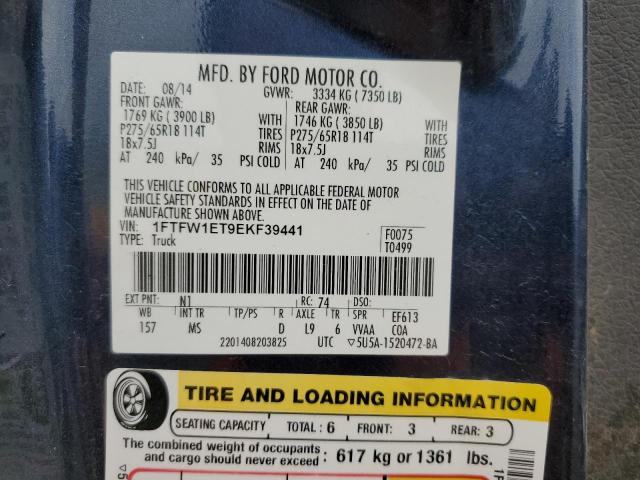 MFD. BY FORD MOTOR CO.
DATE: 08/14 GVWR: 3334 KG ( 7350 LB)
FRONT GAWR: REAR GAWR:
1769 KG ( 3900 LB) WITH 1746 KG ( 3850 LB) WITH
P275/65R18 114T TIRES P275/65R18 114T TIRES
18x7.5J RIMS 18x7.5J RIMS
AT 240 kPa/ 35 PSI COLD AT 240 kPa/ 35 PSI COLD
THIS VEHICLE CONFORMS TO ALL APPLICABLE FEDERAL MOTOR
VEHICLE SAFETY STANDARDS IN EFFECT ON THE DATE OF
MANUFACTURE SHOWN ABOVE.
VIN: 1FTFW1ET9EKF39441 F0075
TYPE: Truck T0499
EXT PNT: N1 RC: 74 DSO:
WB INT TR TP/PS R AXLE TR SPR EF613
157 MS D L9 6 VVAA COA
2201408203825 UTC ▽5U5A-1520472-BA
TIRE AND LOADING INFORMATION
SEATING CAPACITY TOTAL: 6 FRONT: 3 REAR: 3
The combined weight of occupants
and cargo should never exceed : 617 kg or 1361 lbs.